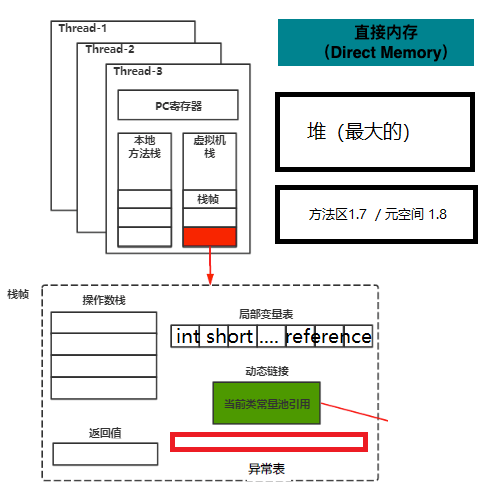 Thread-1
Thread-2
Thread-3
PC寄存器
本地
方法栈
虚拟机
栈
栈帧
直接内存
（Direct Memory）
堆（最大的）
方法区1.7 / 元空间 1.8
栈帧
操作数栈
局部变量表
int short .... reference
动态链接
当前类常量池引用
返回值
异常表